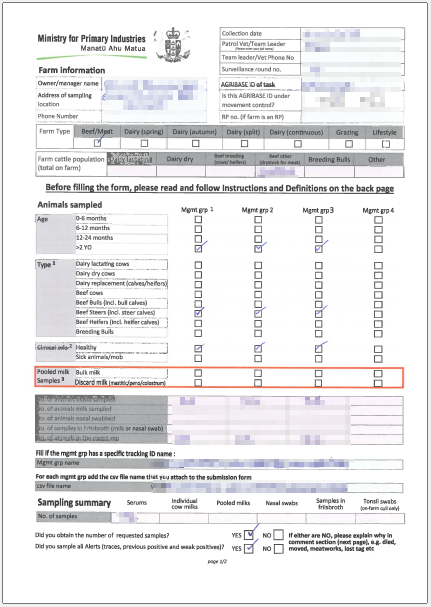 Ministry for Primary Industries
Manatū Ahu Matua
Collection date
Patrol Vet/Team Leader
(Please enter your full name)
Team leader/Vet Phone No
Surveillance round no.
Farm information
Owner/manager name
AGRIBASE ID of task
Address of sampling location
Is this AGRIBASE ID under movement control?
Phone Number
RP no. (if farm is an RP)
Farm Type Beef/Meat Dairy (spring) Dairy (autumn) Dairy (split) Dairy (continuous) Grazing Lifestyle
Farm cattle population (total on farm) Dairy lactating Dairy dry Beef breeding (cows/ heifers) Beef other (drystock for meat) Breeding Bulls Other
Before filling the form, please read and follow Instructions and Definitions on the back page
Animals sampled Mgmt grp 1 Mgmt grp 2 Mgmt grp 3 Mgmt grp 4
Age 0-6 months
6-12 months
12-24 months
>2 YO
Type 1 Dairy lactating cows
Dairy dry cows
Dairy replacement (calves/heifers)
Beef cows
Beef Bulls (incl. bull calves)
Beef Steers (incl. steer calves)
Beef Heifers (incl. heifer calves)
Breeding Bulls
Healthy
Sick animals/mob
Pooled milk Samples 3 Bulk milk
Discard milk (mastitic/pens/colostrum)
No. of animals blood sampled
No. of animals milk sampled
No. of animals nasal swabbed
No. of samples in Frisbroth (milk or nasal swab)
No. of animals in the mgmt grp
Fill if the mgmt grp has a specific tracking ID name :
Mgmt grp name
For each mgmt grp add the csv file name that you attach to the submission form
csv file name
Sampling summary Serums Individual cow milks Pooled milks Nasal swabs Samples in frisbroth Tonsil swabs (on-farm cull only)
No. of samples
Did you obtain the number of requested samples? YES NO
Did you sample all Alerts (traces, previous positive and weak positives)? YES NO
If either are NO, please explain why in comment section (next page), e.g. died, moved, meatworks, lost tag etc
page 1/2